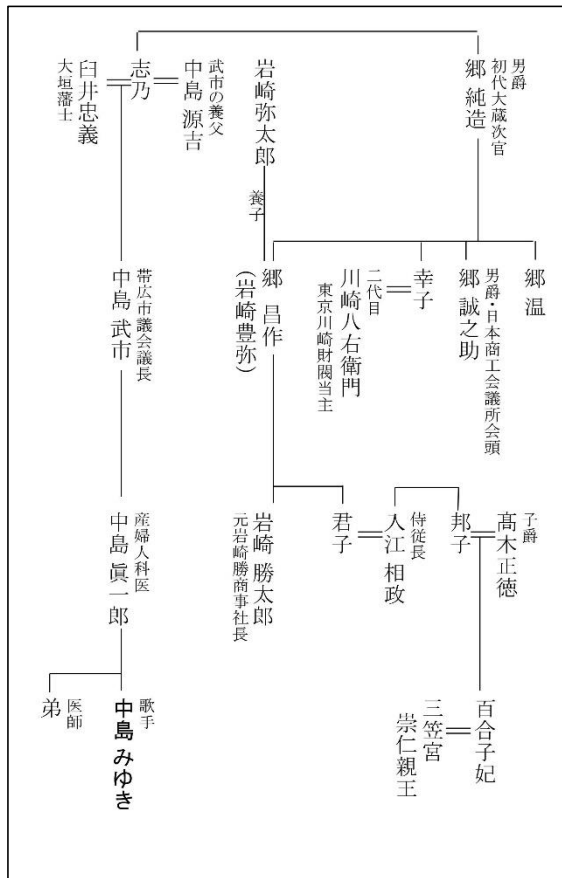 男爵
初代大蔵次官
郷 純造
岩崎弥太郎
武市の養父
中島 源吉
志乃
臼井忠義
大垣藩士
養子
郷 温
男爵・日本商工会議所会頭
郷 誠之助
幸子
二代目
川崎八右衛門
東京川崎財閥当主
郷 昌作
(岩崎豊弥)
帯広市議会議長
中島 武市
子爵
髙木正徳
邦子
侍従長
入江 相政
君子
岩崎 勝太郎
元岩崎勝商事社長
産婦人科医
中島 眞一郎
百合子妃
三笠宮
崇仁親王
歌手
中島 みゆき
医師
弟